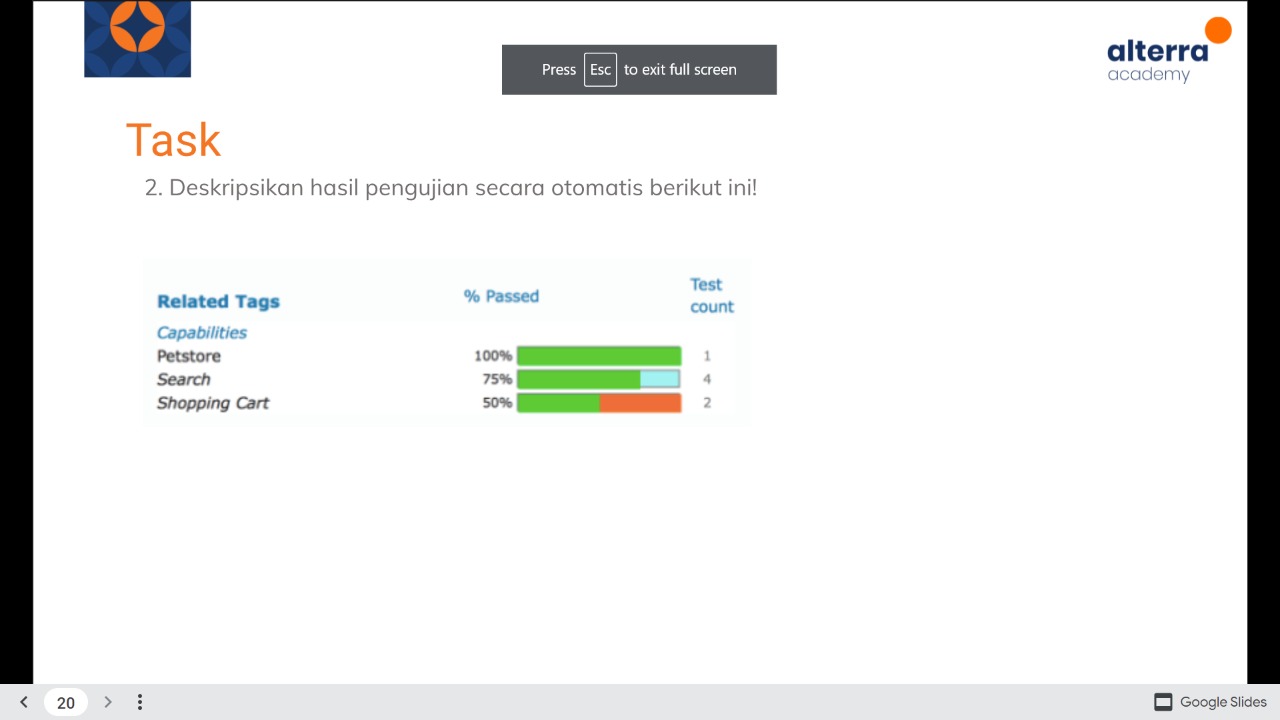 Press Esc to exit full screen
alterra
academy
Task
2. Deskripsikan hasil pengujian secara otomatis berikut ini!
Related Tags % Passed Test count
Capabilities
Petstore 100% 1
Search 75% 4
Shopping Cart 50% 2
20 Google Slides